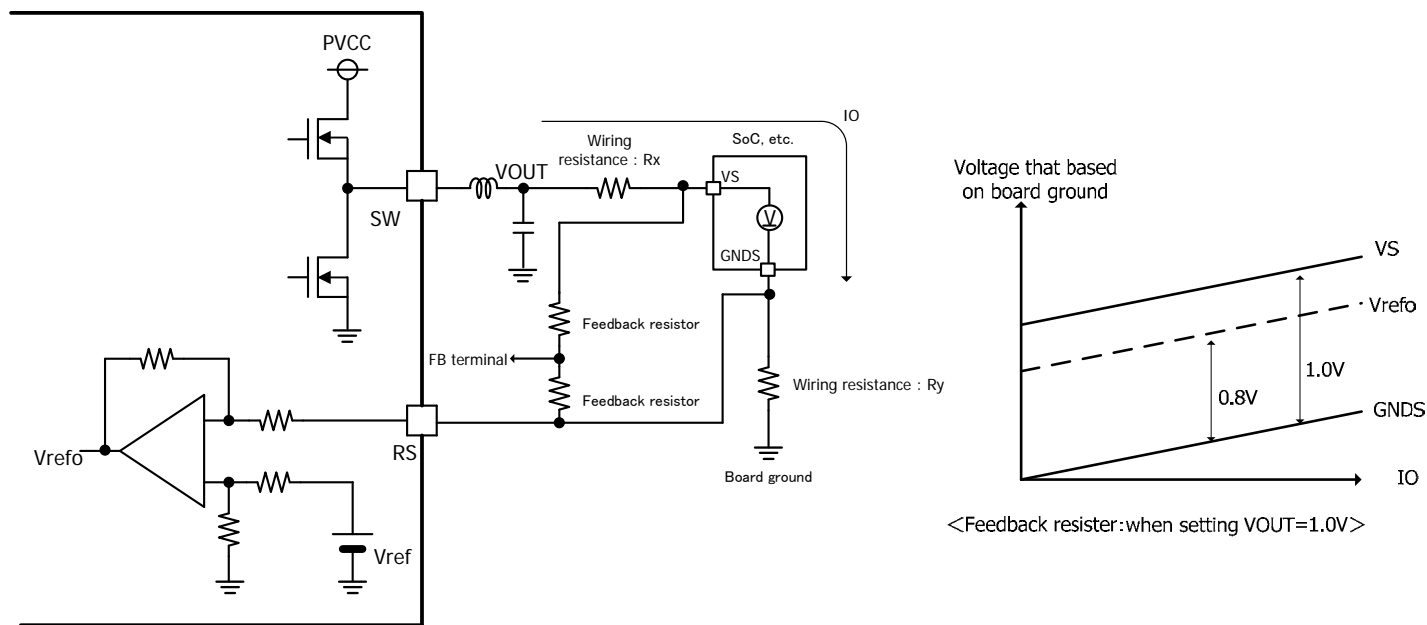 PVCC
IO
Wiring
resistance : Rx
SoC, etc.
VOUT
VS
V
SW
GNDS
Feedback resistor
FB terminal
Feedback resistor
Wiring resistance : Ry
RS
Vrefo
Board ground
Vref
Voltage that based
on board ground
VS
Vrefo
1.0V
0.8V
GNDS
IO
<Feedback resister:when setting VOUT=1.0V>